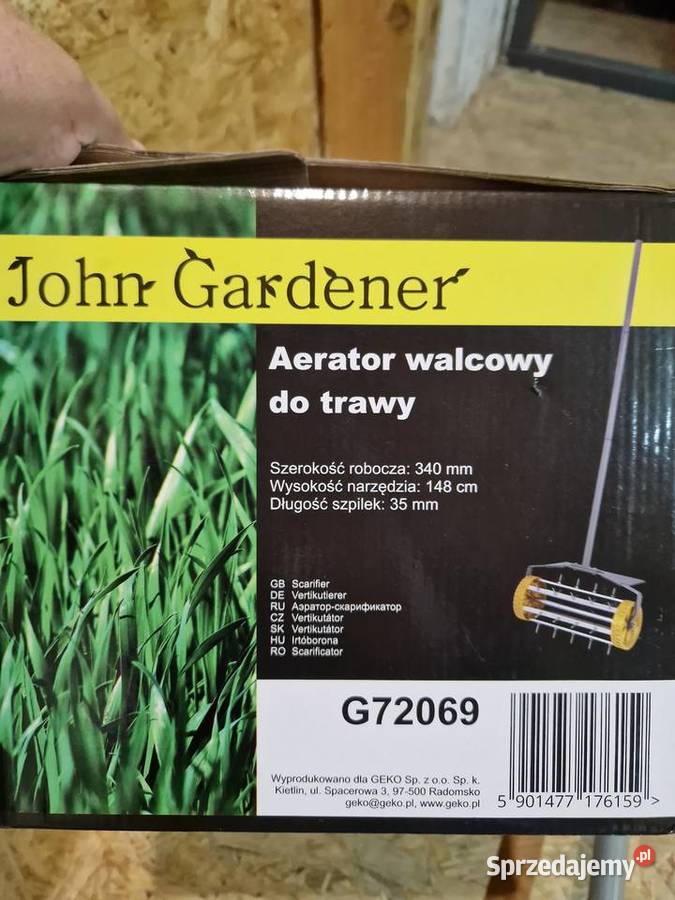 John Gardener
Aerator walcowy
do trawy
Szerokość robocza: 340 mm
Wysokość narzędzia: 148 cm
Długość szpilek: 35 mm
GB Scarifier
DE Vertikutierer
RU Аэратор-скарификатор
CZ Vertikutátor
SK Vertikutátor
HU Irtóborona
RO Scarificator
G72069
Wyprodukowano dla GEKO Sp. z o.o. Sp. k.
Kietlin, ul. Spacerowa 3, 97-500 Radomsko
geko@geko.pl, www.geko.pl
5 901477 176159 >
Sprzedajemy.pl